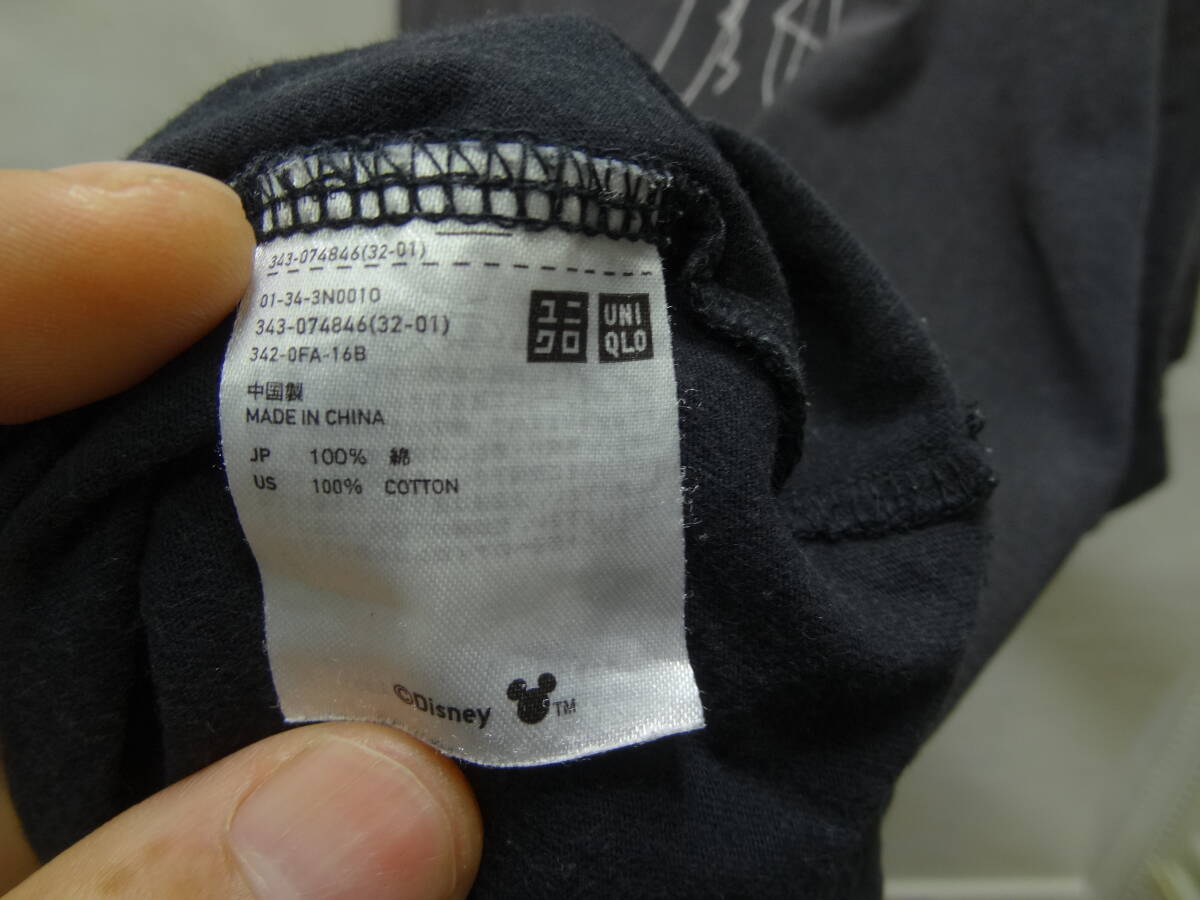 343-074846(32-01)
01-34-3N0010
343-074846(32-01)
342-0FA-16B
ユニ
クロ
UNI
QLO
中国製
MADE IN CHINA
JP 100% 綿
US 100% COTTON
©Disney TM